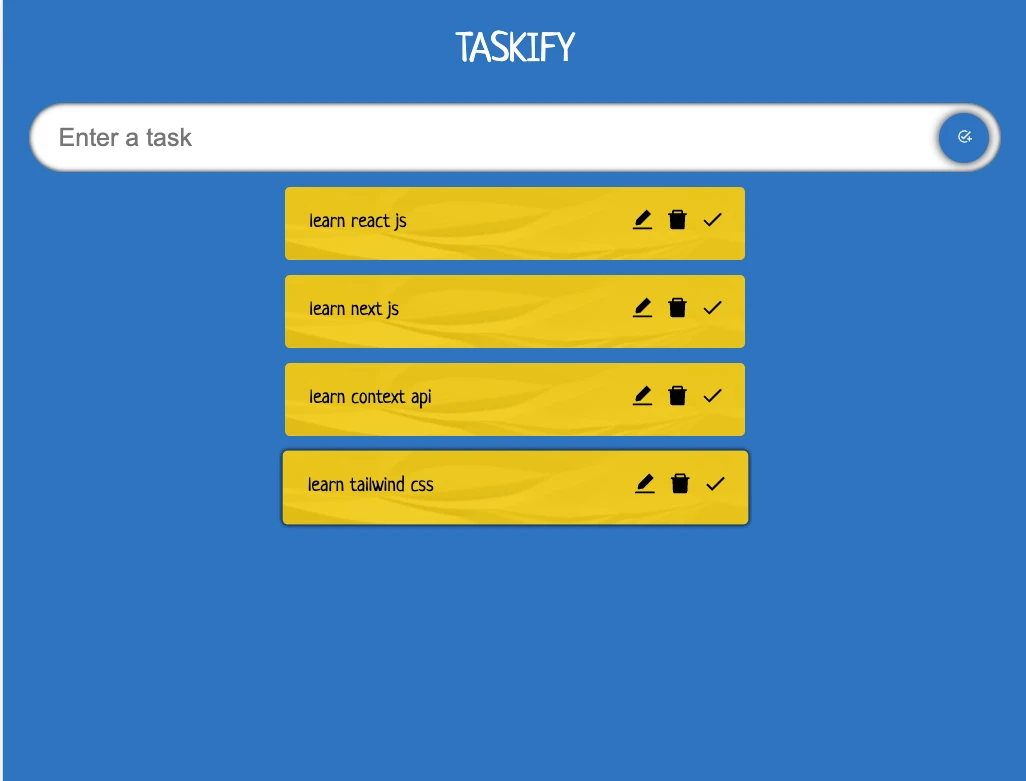 TASKIFY
Enter a task
learn react js
learn next js
learn context api
learn tailwind css